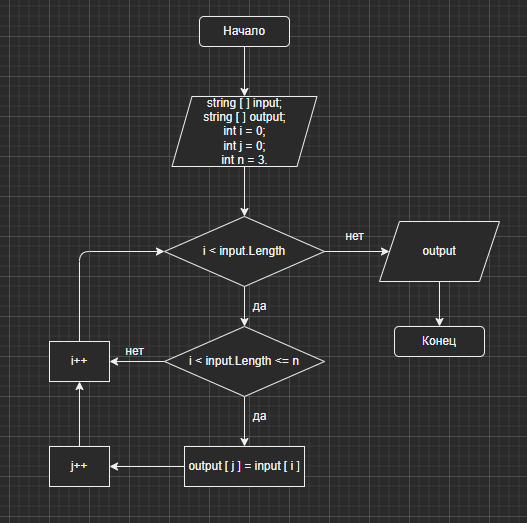 Начало
string [ ] input;
string [ ] output;
int i = 0;
int j = 0;
int n = 3.
i < input.Length
нет
output
да
Конец
i++
нет
i < input.Length <= n
да
j++
output [ j ] = input [ i ]